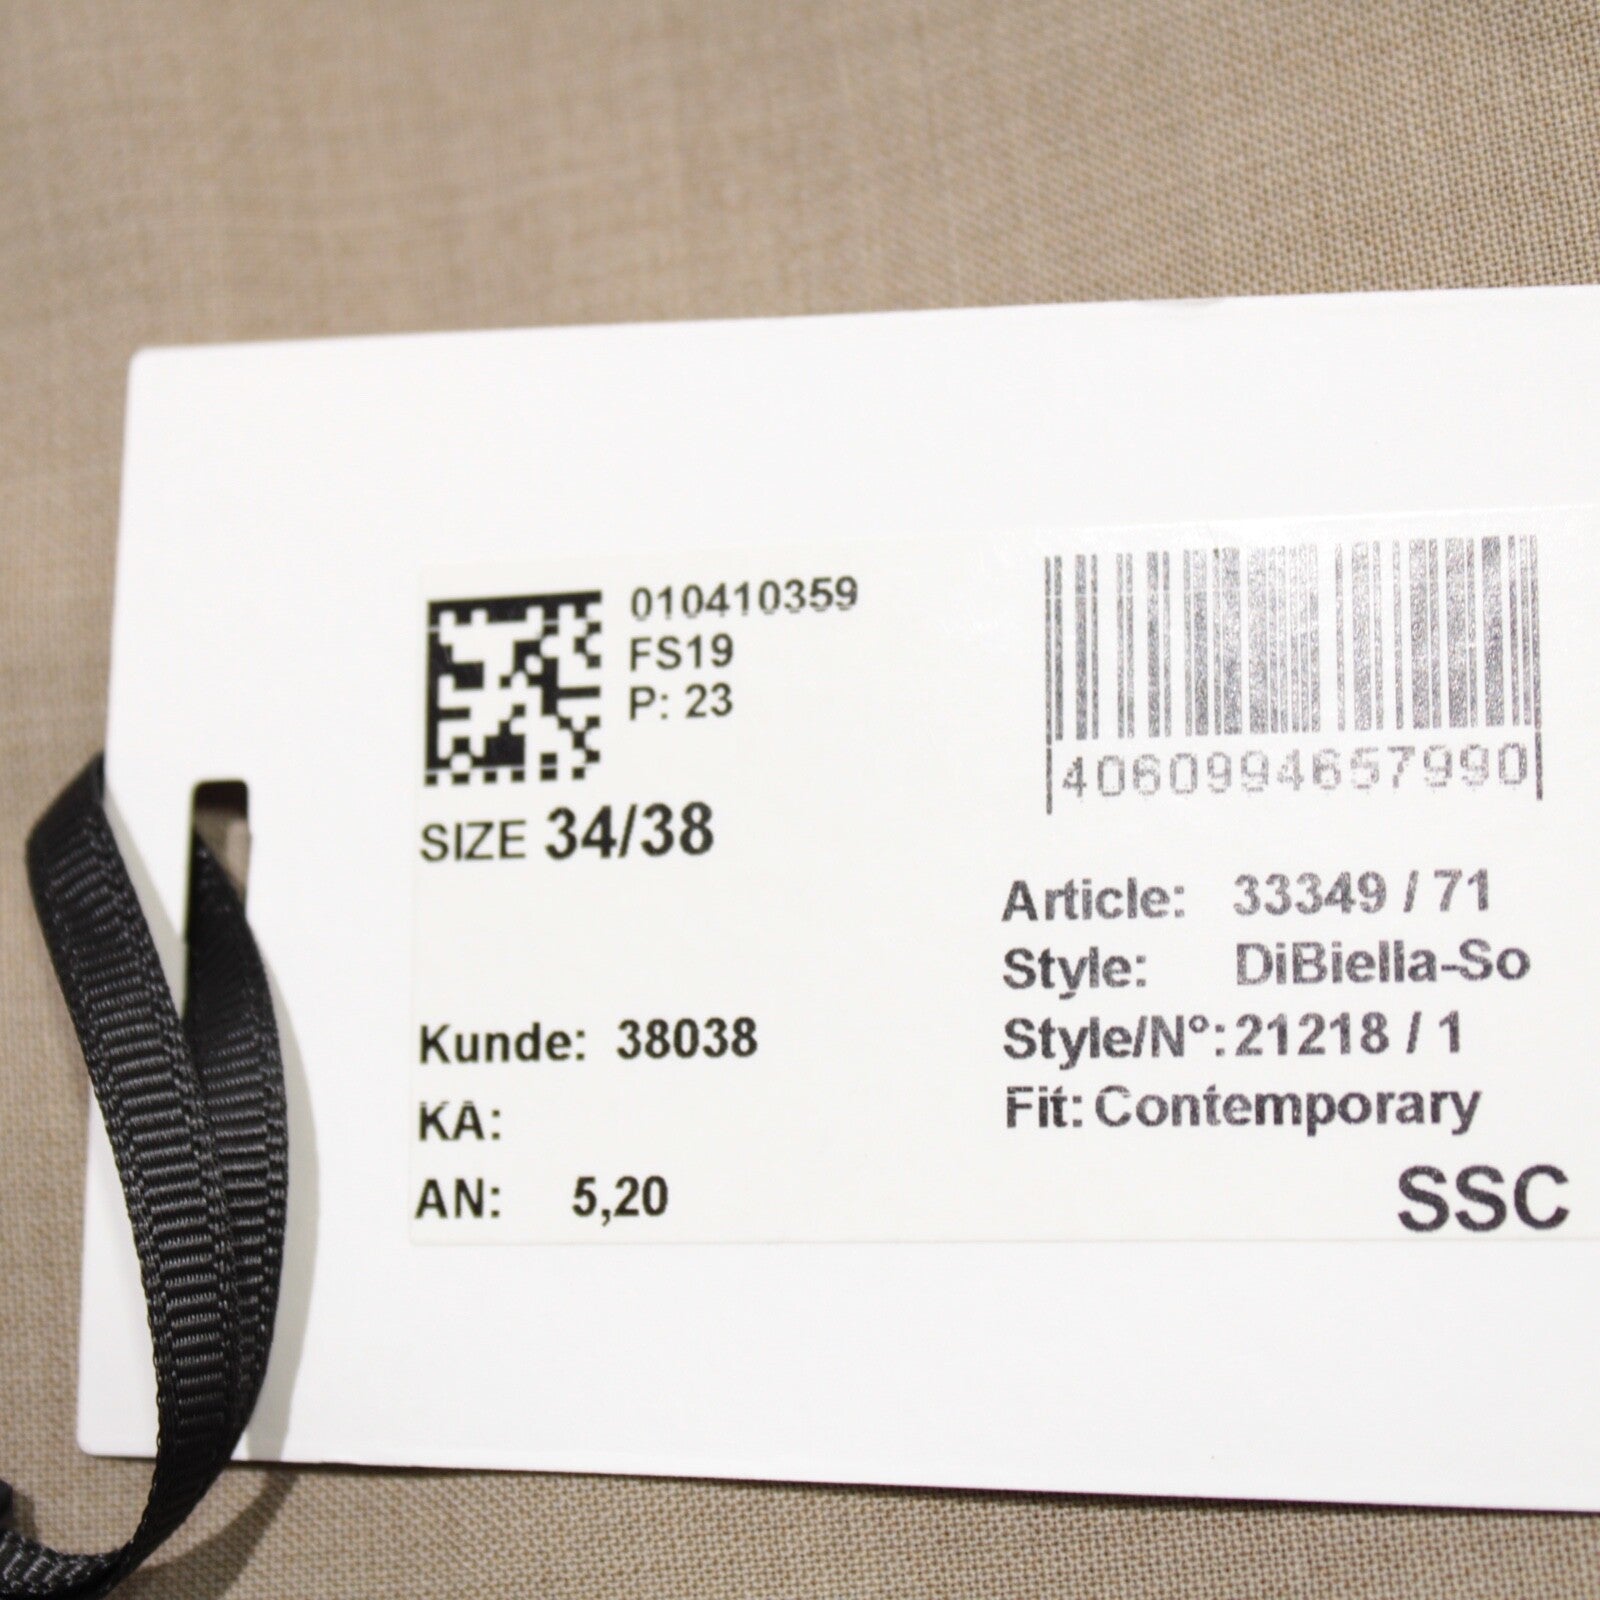 010410359
FS19
P: 23
SIZE 34/38
Kunde: 38038
KA:
AN: 5,20
4060994657990
Article: 33349 / 71
Style: DiBiella-So
Style/N°: 21218 / 1
Fit: Contemporary
SSC